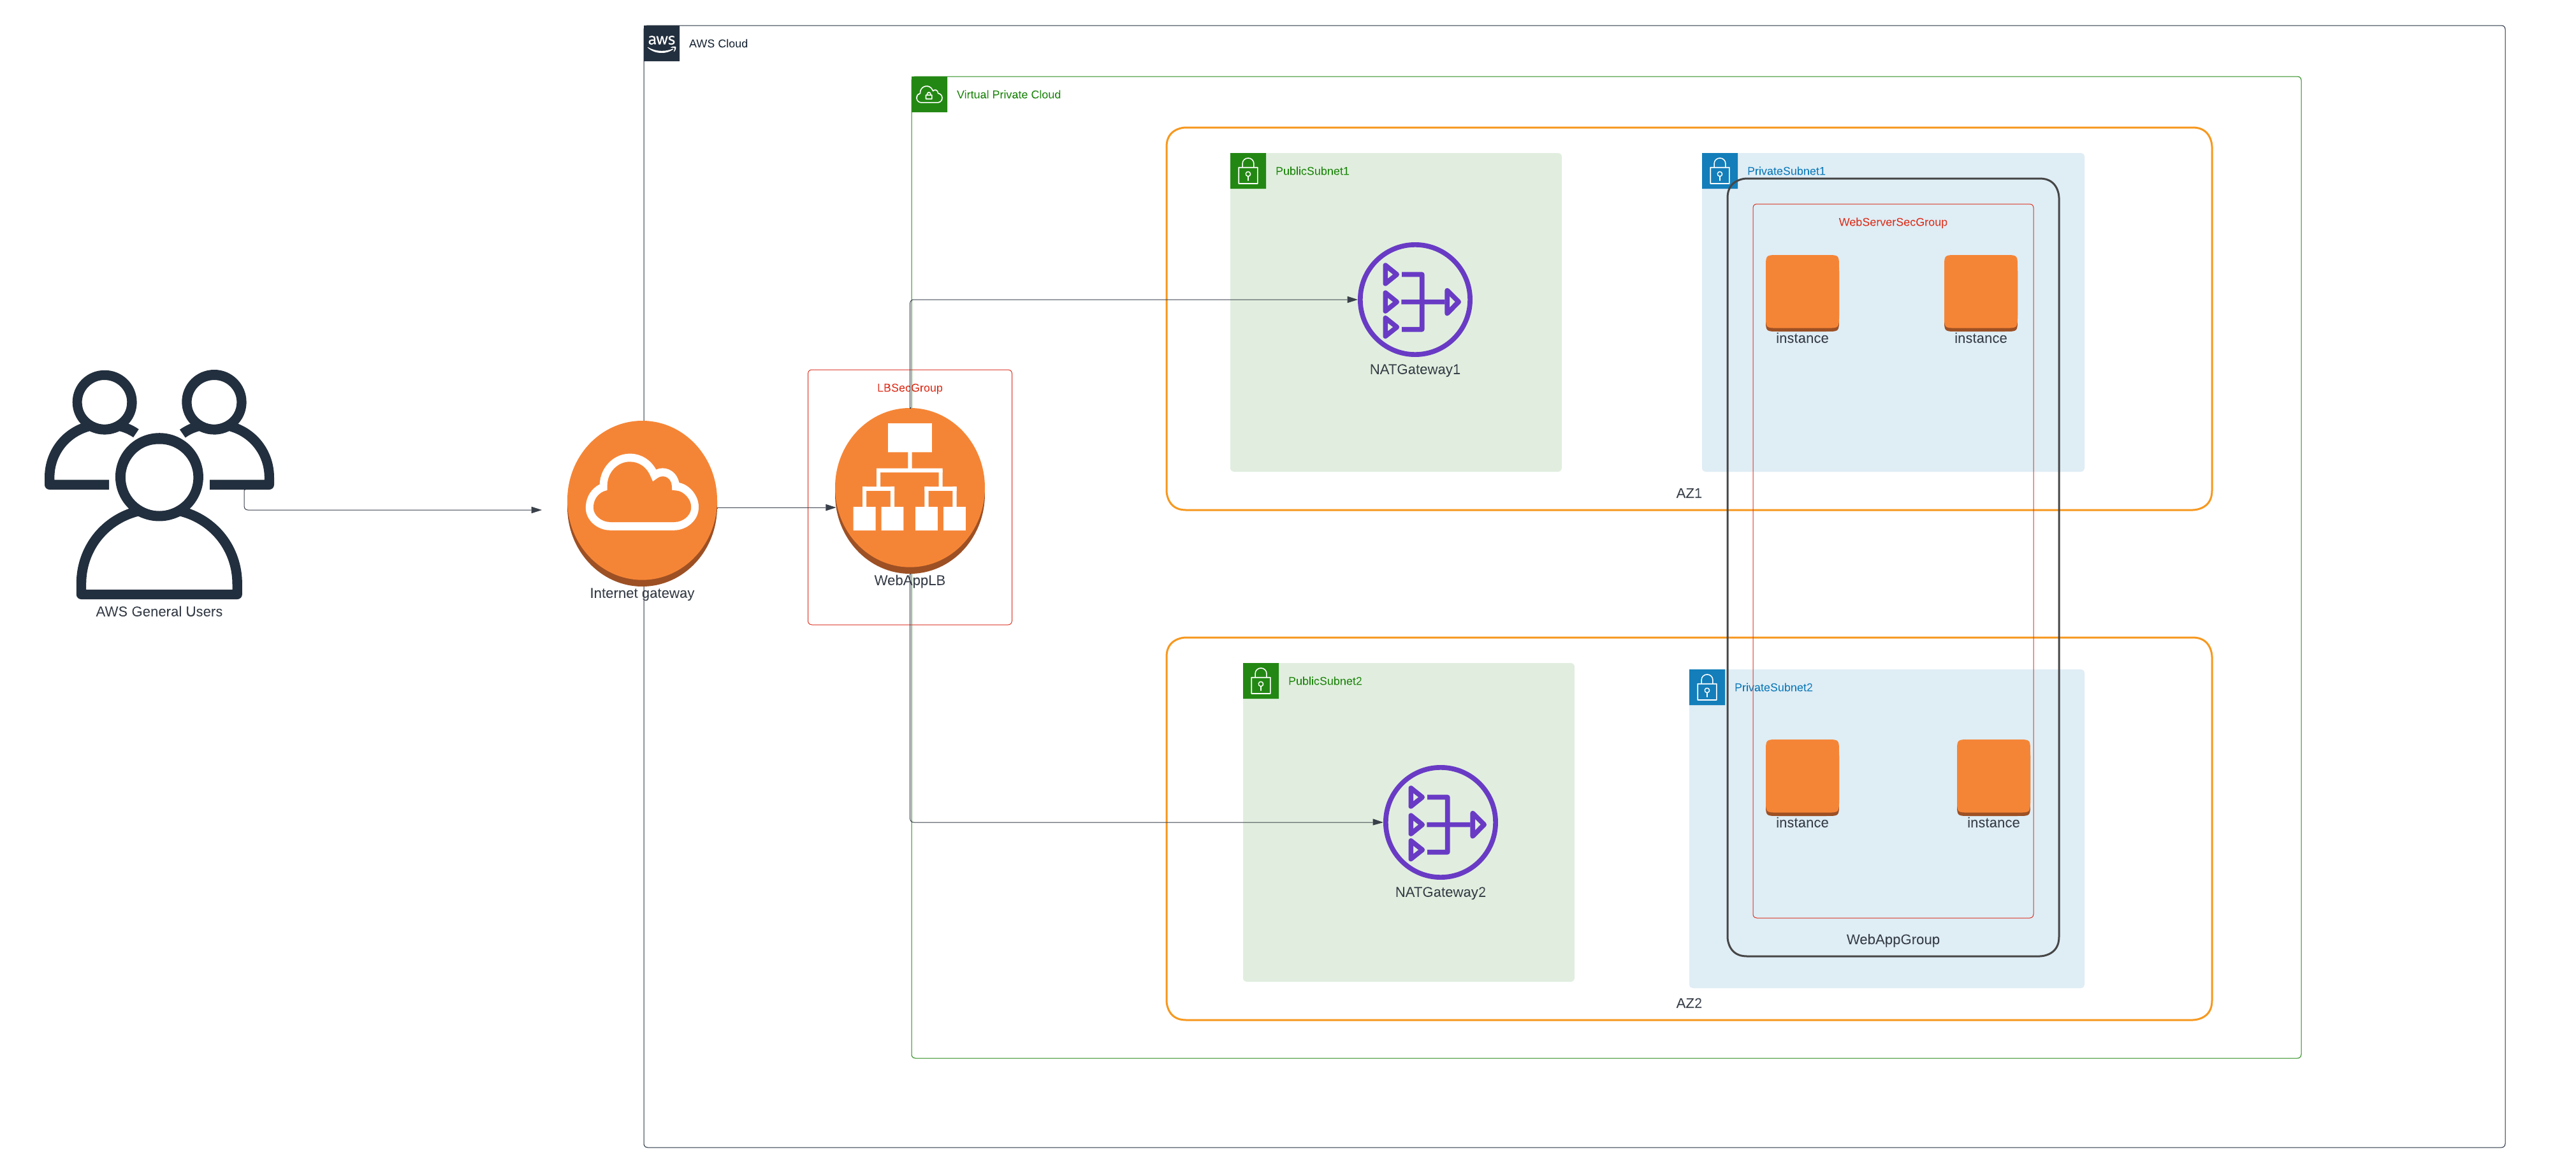 aws
AWS Cloud
Virtual Private Cloud
PublicSubnet1
PrivateSubnet1
WebServerSecGroup
instance
instance
NATGateway1
LBSecGroup
AZ1
WebAppLB
Internet gateway
AWS General Users
PublicSubnet2
PrivateSubnet2
instance
instance
NATGateway2
WebAppGroup
AZ2